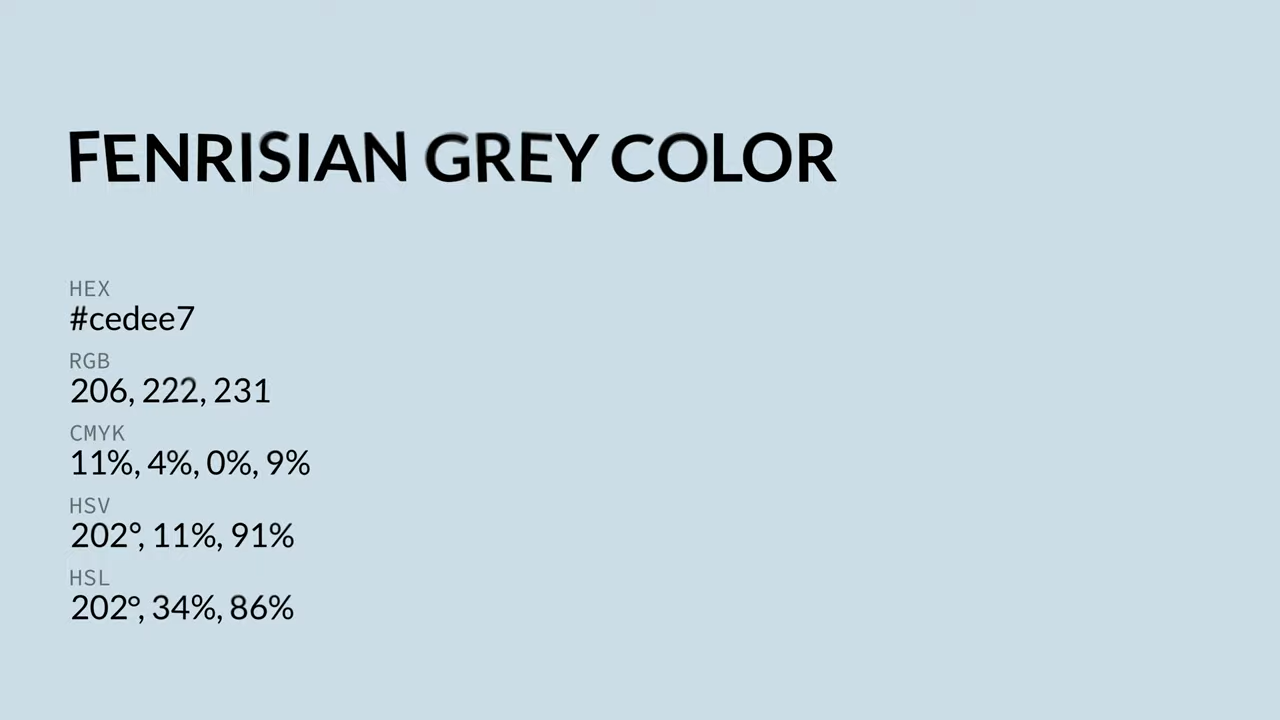 FENRISIAN GREY COLOR
HEX
#cedee7
RGB
206, 222, 231
CMYK
11%, 4%, 0%, 9%
HSV
202°, 11%, 91%
HSL
202°, 34%, 86%